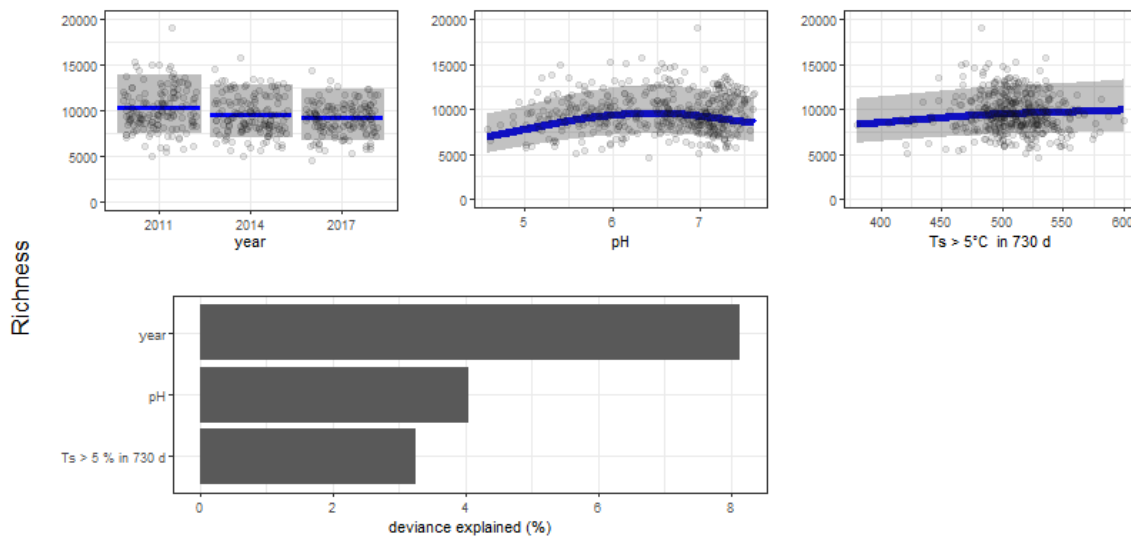 Richness
20000
15000
10000
5000
0
2011 2014 2017
year
20000
15000
10000
5000
0
5 6 7
pH
20000
15000
10000
5000
0
400 450 500 550 600
Ts > 5°C in 730 d
year
pH
Ts > 5 % in 730 d
0 2 4 6 8
deviance explained (%)